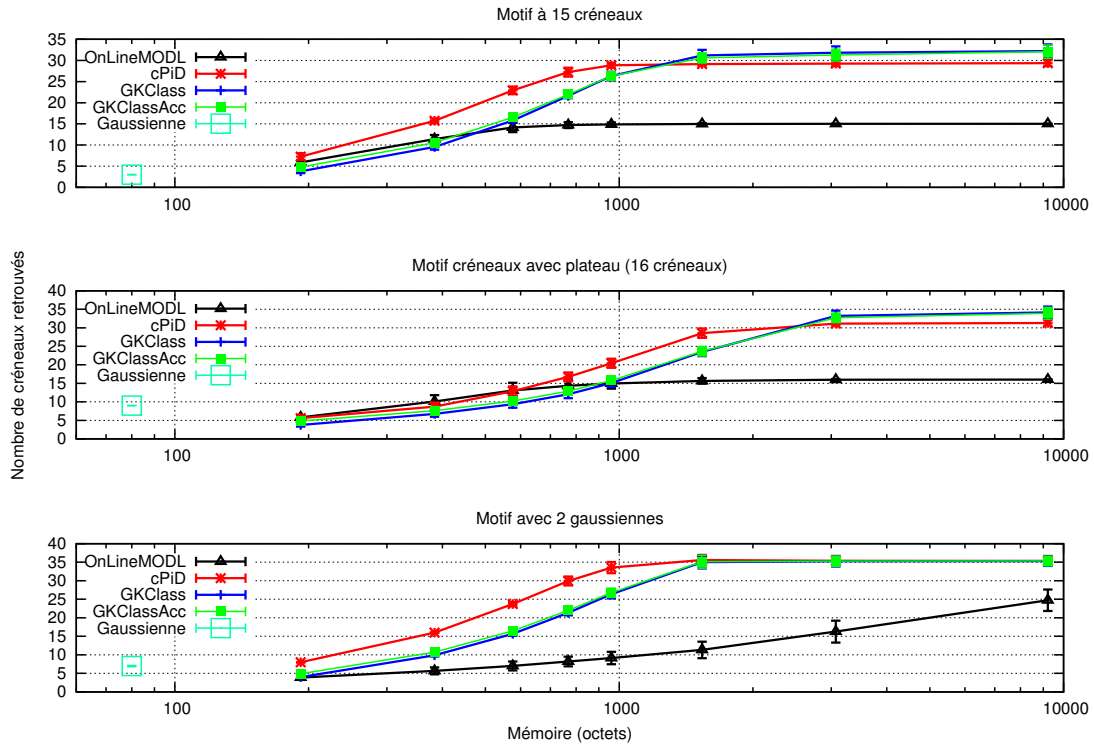 Motif à 15 créneaux
35
30
25
20
15
10
5
0
OnLineMODL
cPiD
GKClass
GKClassAcc
Gaussienne
100
1000
10000
Nombre de créneaux retrouvés
Motif créneaux avec plateau (16 créneaux)
40
35
30
25
20
15
10
5
0
OnLineMODL
cPiD
GKClass
GKClassAcc
Gaussienne
100
1000
10000
Motif avec 2 gaussiennes
40
35
30
25
20
15
10
5
0
OnLineMODL
cPiD
GKClass
GKClassAcc
Gaussienne
100
1000
10000
Mémoire (octets)